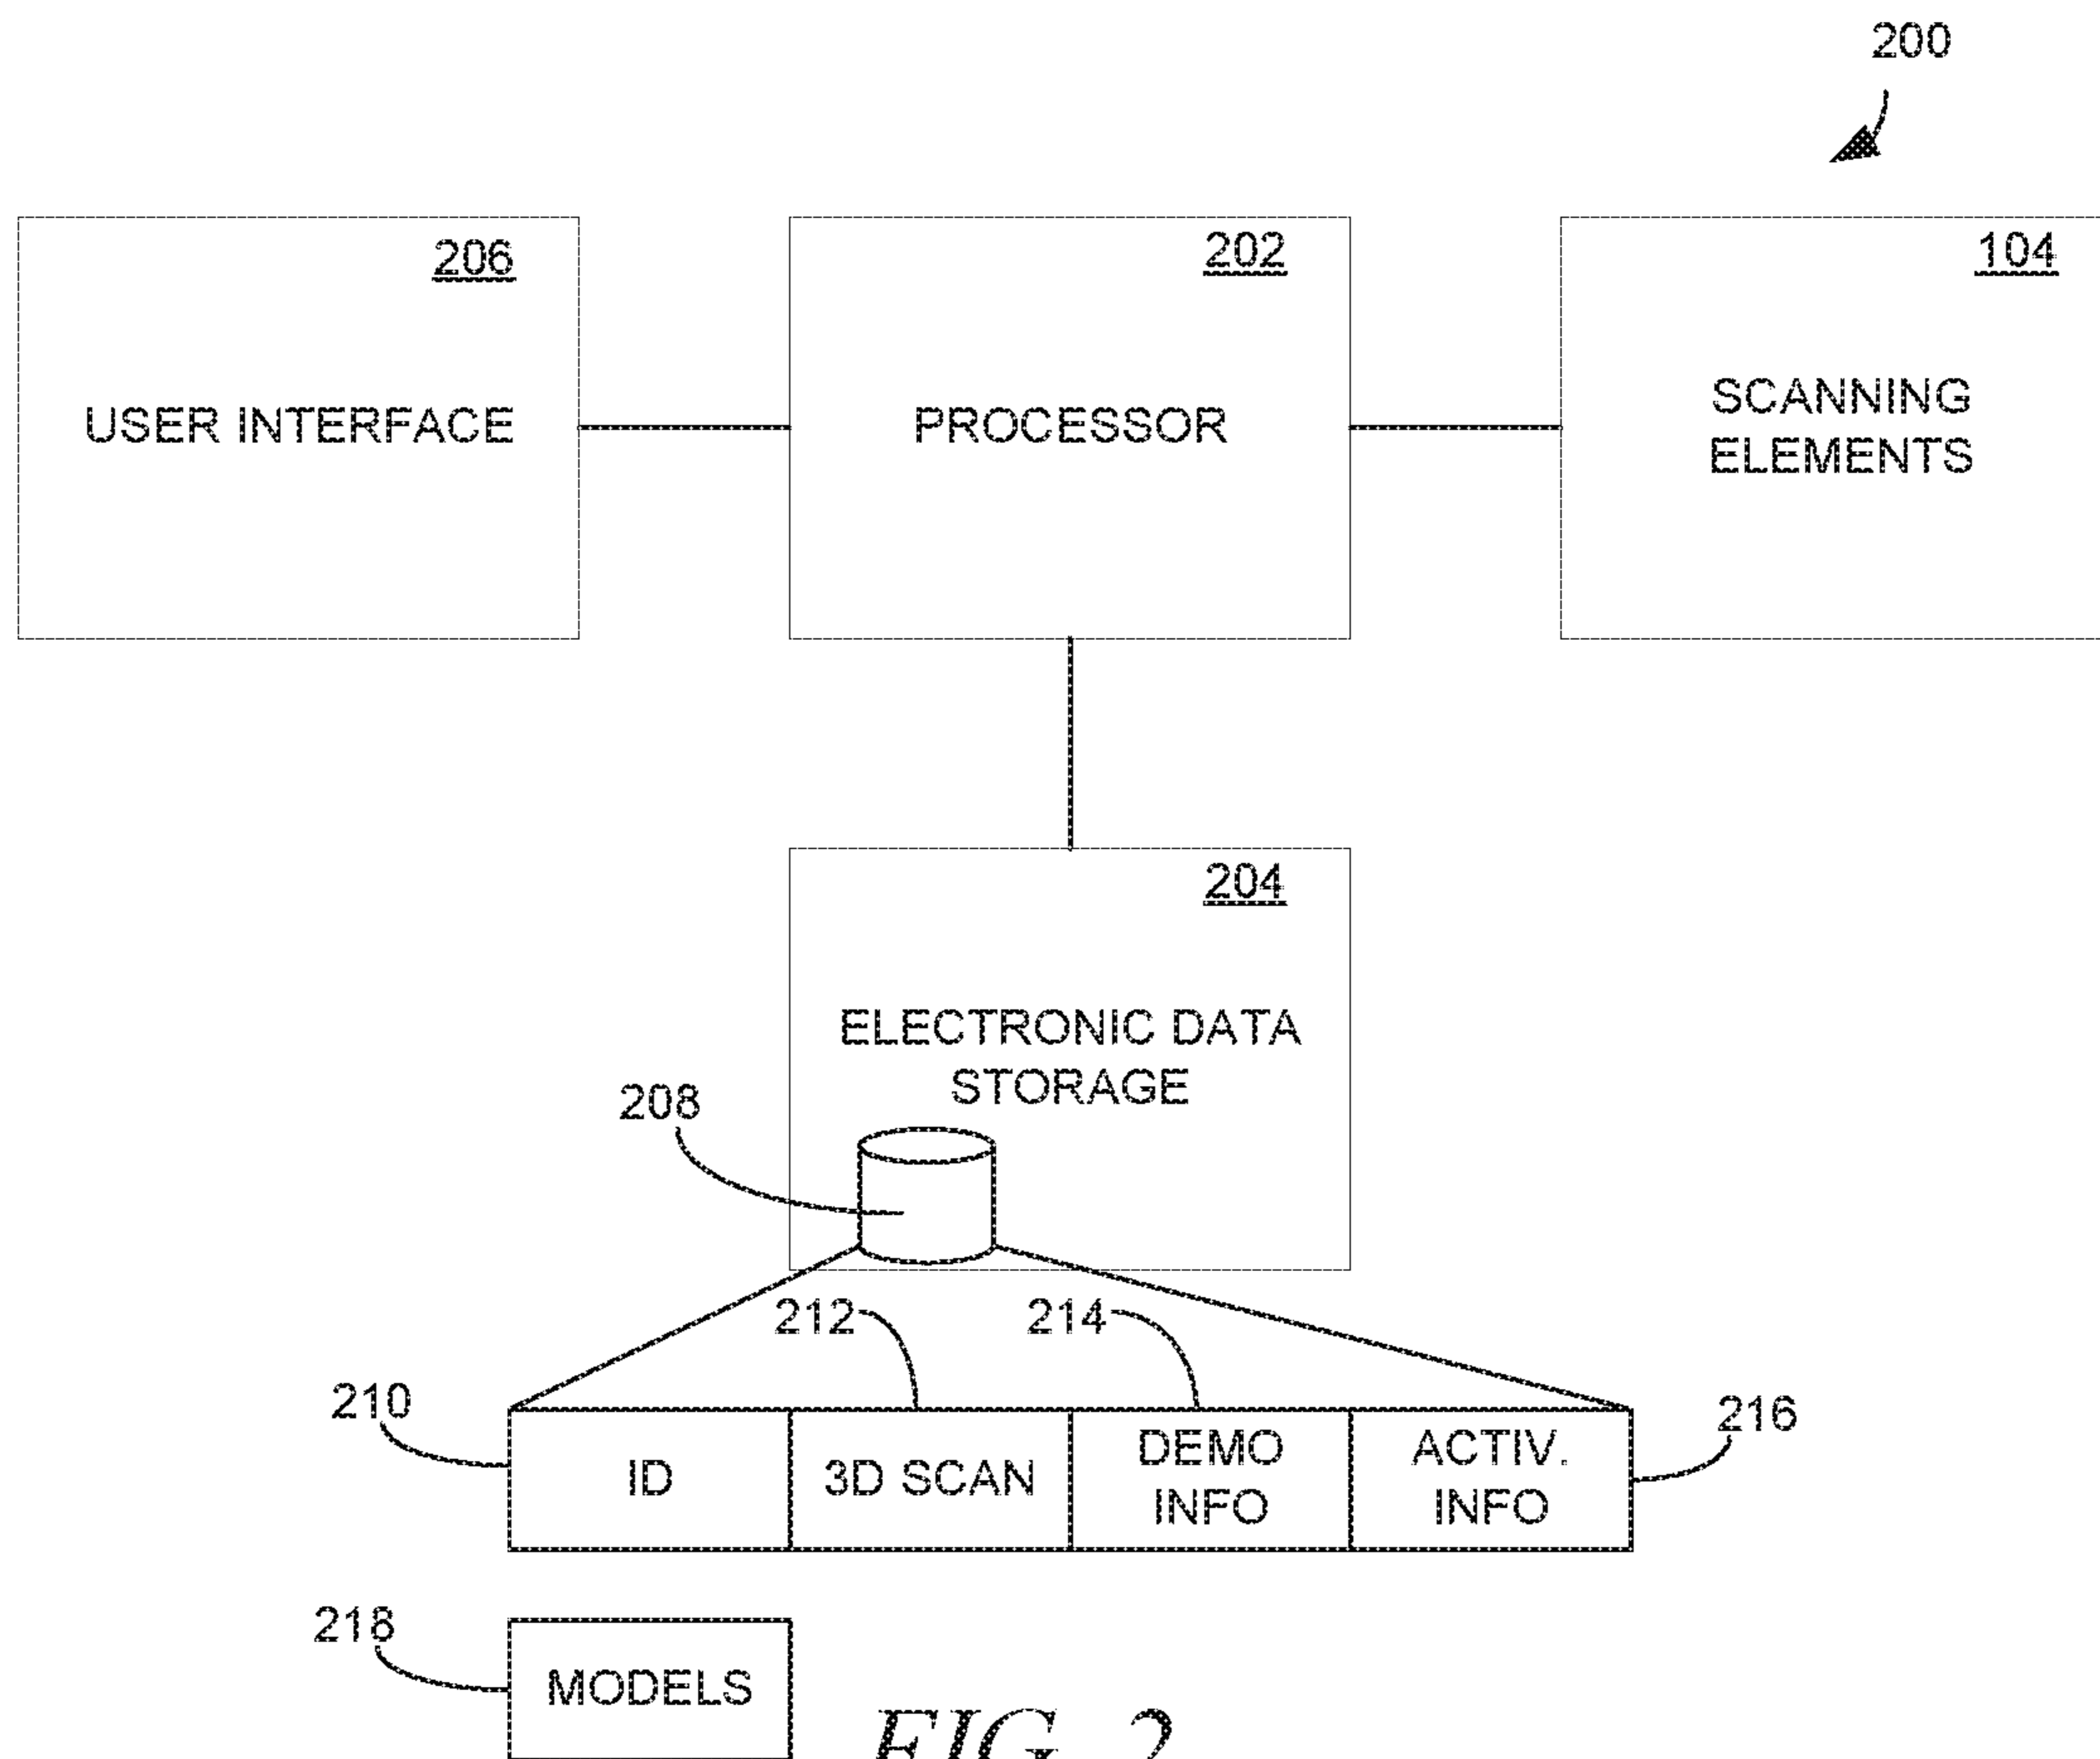 200
206
USER INTERFACE
202
PROCESSOR
104
SCANNING
ELEMENTS
204
ELECTRONIC DATA
STORAGE
208
212
214
210
ID
3D SCAN
DEMO
INFO
ACTIV.
INFO
216
218
MODELS
FIG. 2